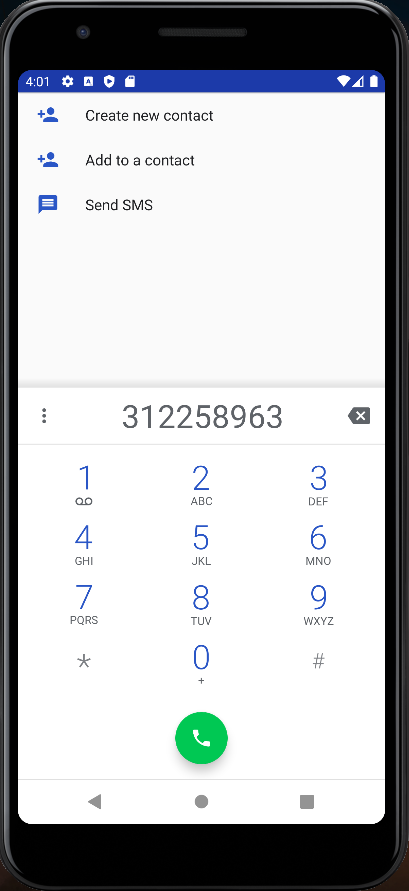 4:01
Create new contact
Add to a contact
Send SMS
312258963
1 2 3
ABC DEF
4 5 6
GHI JKL MNO
7 8 9
PQRS TUV WXYZ
* 0 #
+